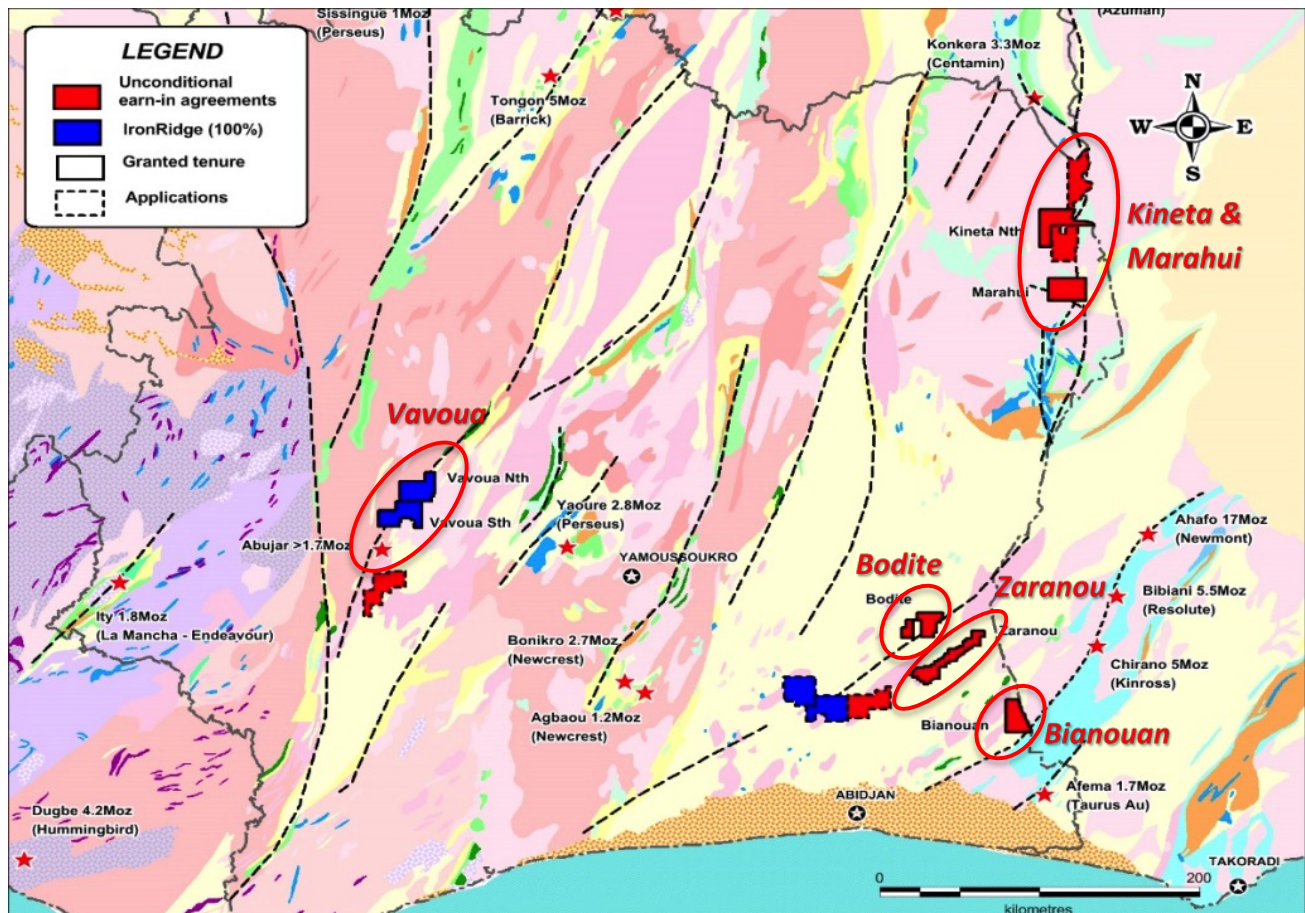 Sissingue 1Moz
(Perseus)
(Azuman)
LEGEND
Unconditional
earn-in agreements
IronRidge (100%)
Granted tenure
Applications
Tongon 5Moz
(Barrick)
Konkera 3.3Moz
(Centamin)
N
W
E
S
Kineta Nth
Marahui
Kineta &
Marahui
Vavoua
Vavoua Nth
Vavoua Sth
Abujar >1.7Moz
Yaoure 2.8Moz
(Perseus)
YAMOUSSOUKRO
Ity 1.8Moz
(La Mancha - Endeavour)
Bonikro 2.7Moz
(Newcrest)
Agbaou 1.2Moz
(Newcrest)
Bodite
Bodite
Zaranou
Zaranou
Ahafo 17Moz
(Newmont)
Bibiani 5.5Moz
(Resolute)
Chirano 5Moz
(Kinross)
Bianouan
Bianouan
Afema 1.7Moz
(Taurus Au)
ABIDJAN
Dugbe 4.2Moz
(Hummingbird)
TAKORADI
0
200
kilometres